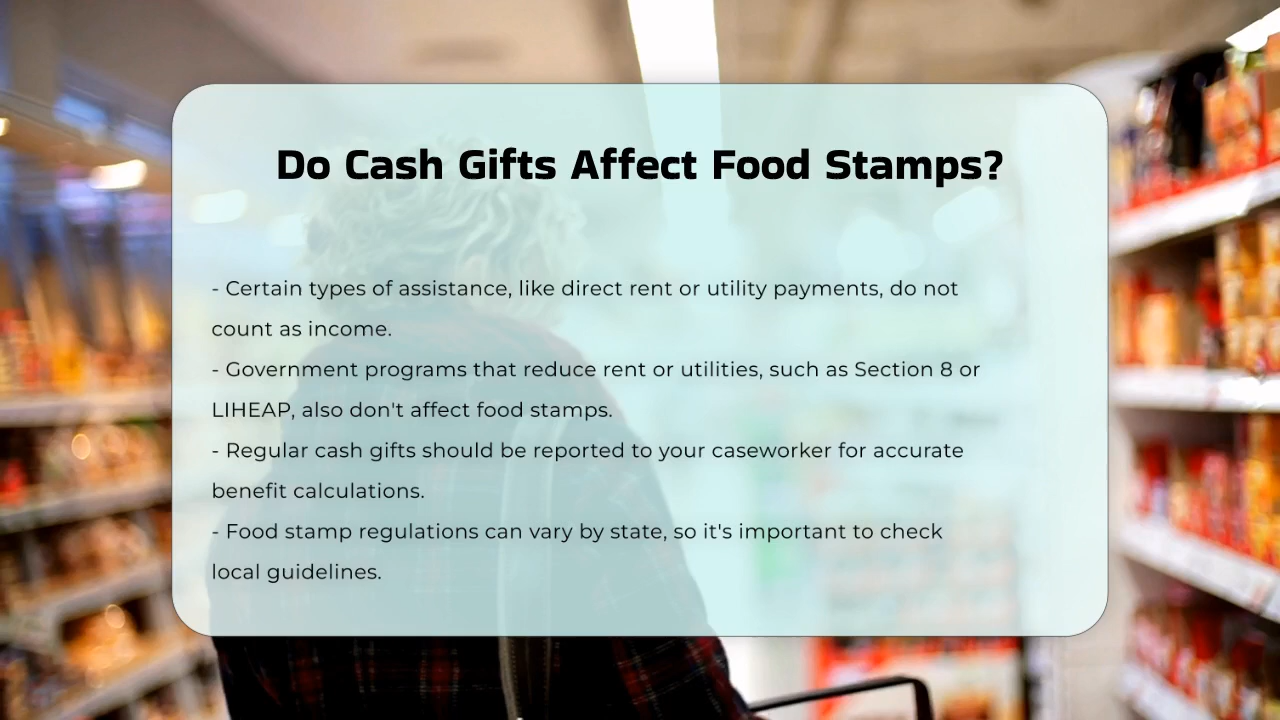 Do Cash Gifts Affect Food Stamps?
- Certain types of assistance, like direct rent or utility payments, do not
count as income.
- Government programs that reduce rent or utilities, such as Section 8 or
LIHEAP, also don't affect food stamps.
- Regular cash gifts should be reported to your caseworker for accurate
benefit calculations.
- Food stamp regulations can vary by state, so it's important to check
local guidelines.